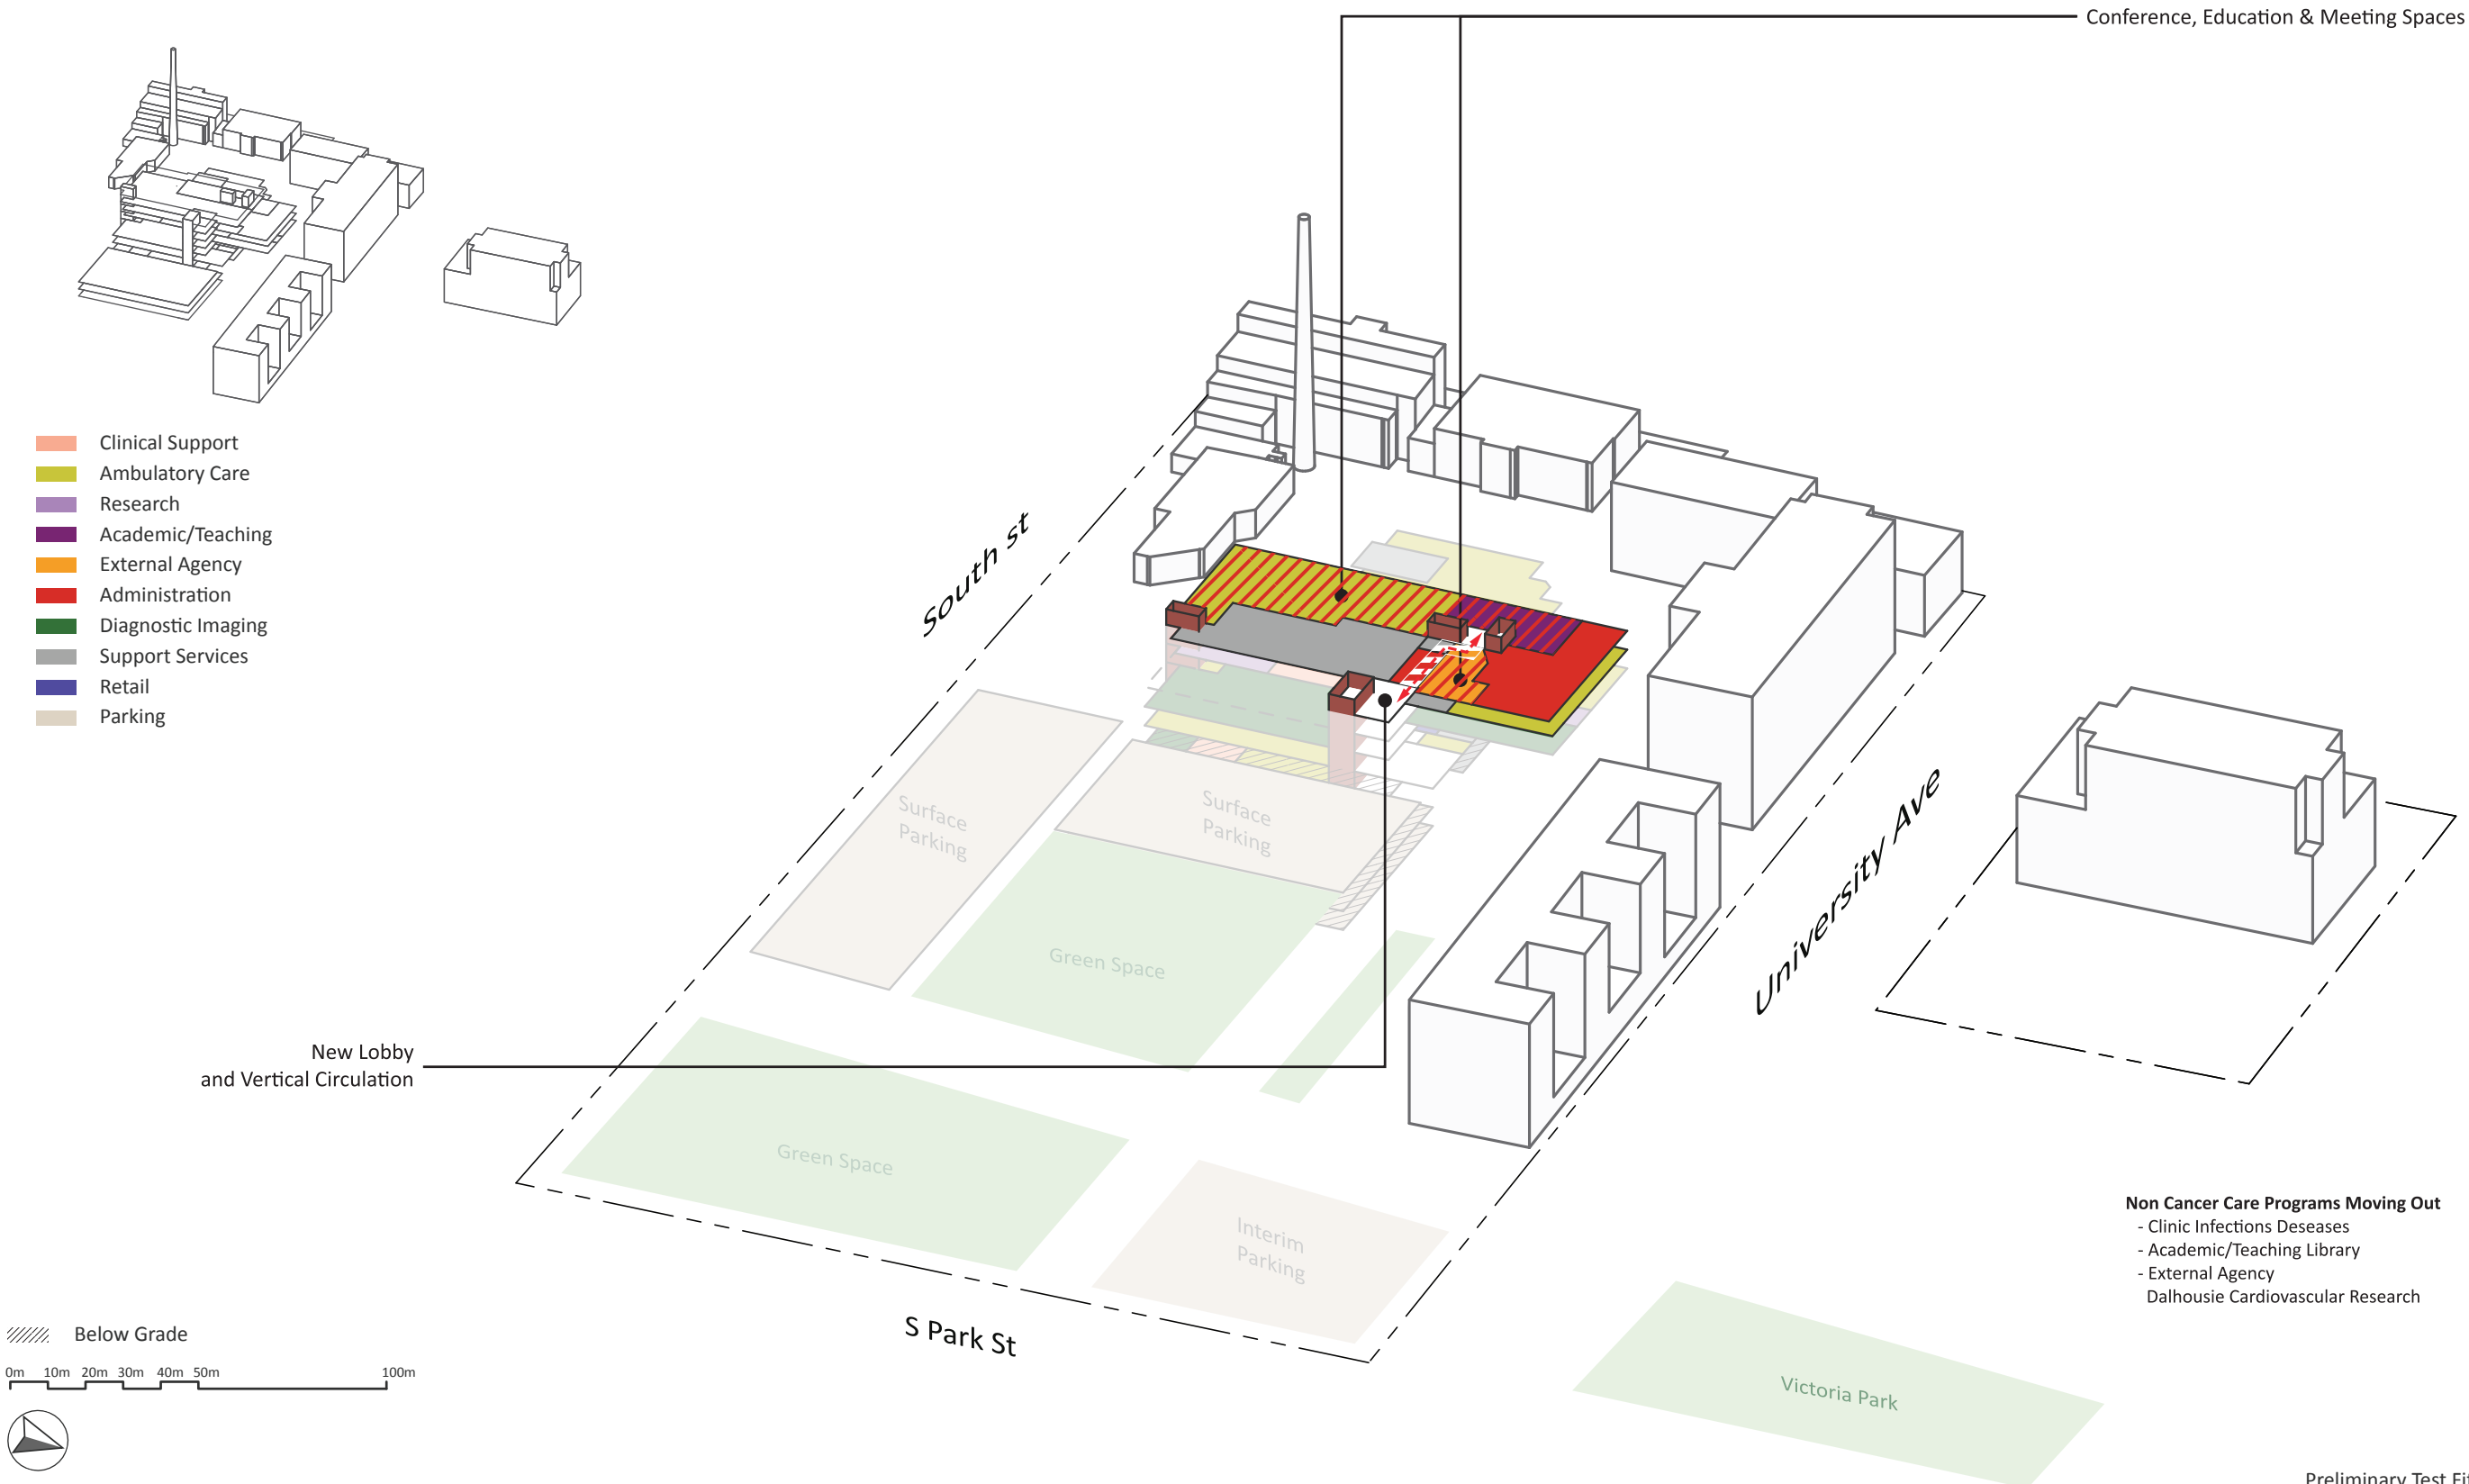 Conference, Education & Meeting Spaces
Clinical Support
Ambulatory Care
Research
Academic/Teaching
External Agency
Administration
Diagnostic Imaging
Support Services
Retail
Parking
South st
Surface
Parking
Surface
Parking
University Ave
Green Space
New Lobby
and Vertical Circulation
Green Space
Interim
Parking
Non Cancer Care Programs Moving Out
- Clinic Infections Deseases
- Academic/Teaching Library
- External Agency
Dalhousie Cardiovascular Research
S Park St
Below Grade
0m 10m 20m 30m 40m 50m 100m
Victoria Park
Preliminary Test Fit